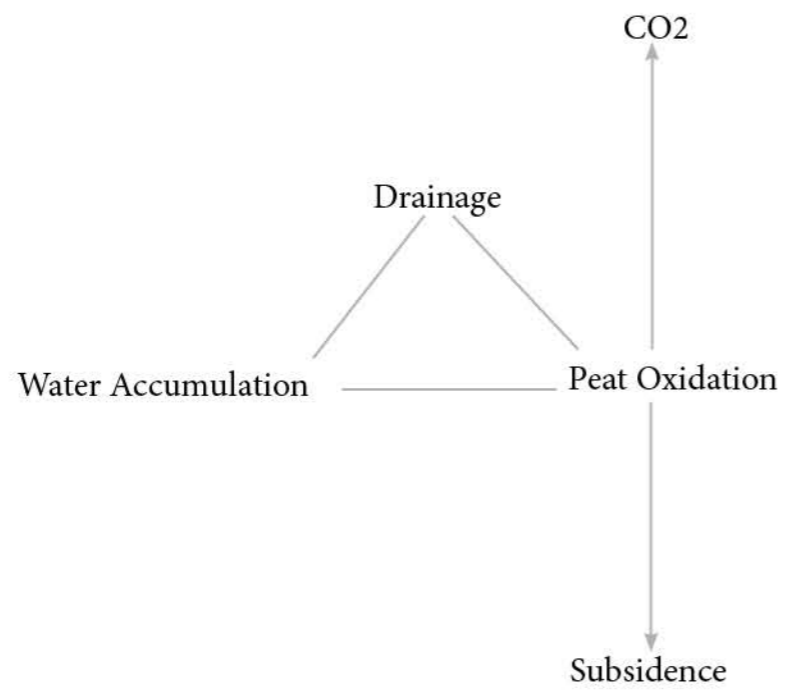 CO2
Drainage
Water Accumulation
Peat Oxidation
Subsidence